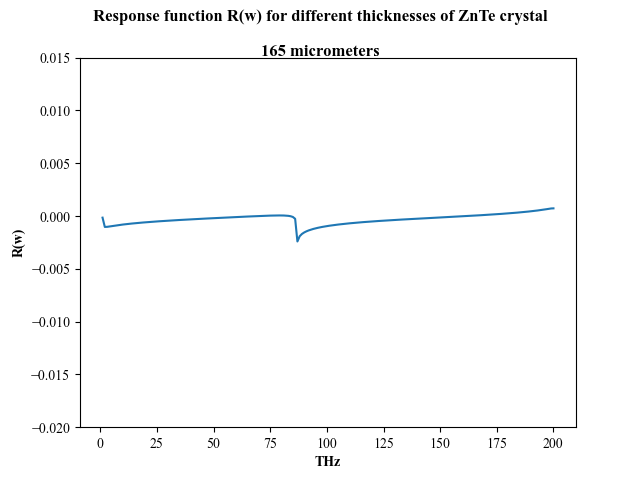 Response function R(w) for different thicknesses of ZnTe crystal
165 micrometers
0.015
0.010
0.005
0.000
−0.005
−0.010
−0.015
−0.020
R(w)
0 25 50 75 100 125 150 175 200
THz